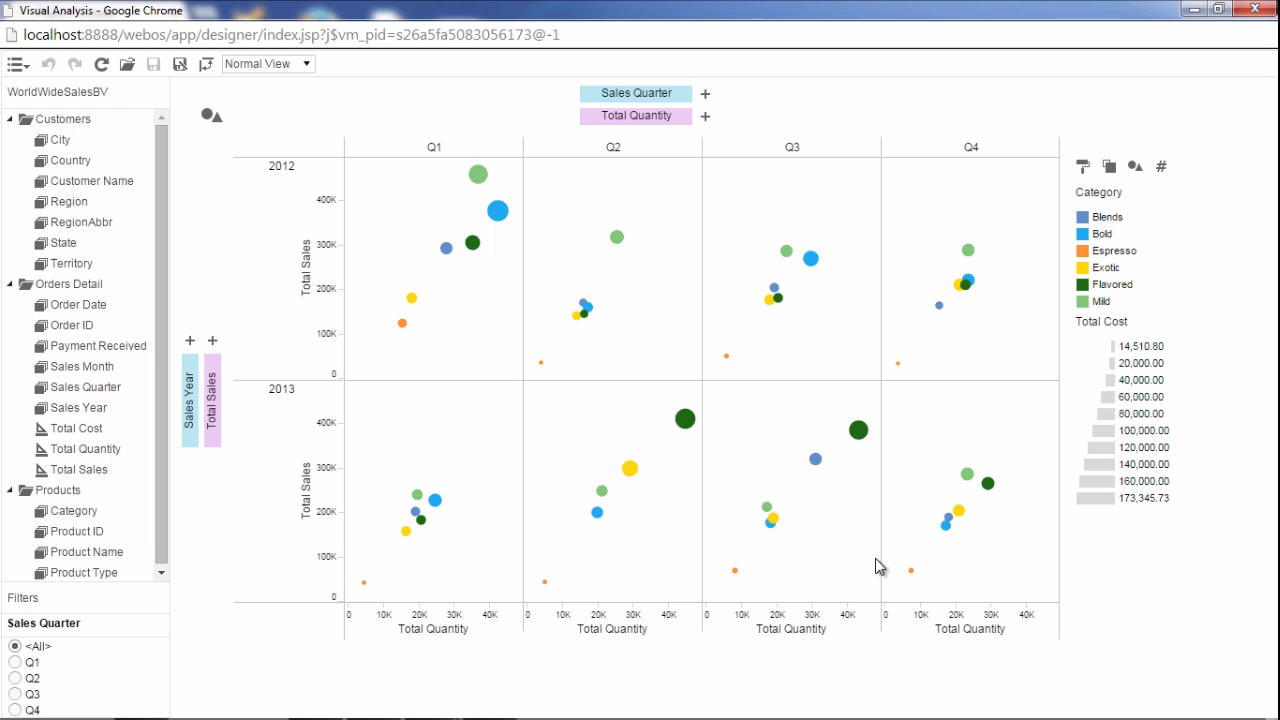 Visual Analysis - Google Chrome
localhost:8888/webos/app/designer/index.jsp?j$vm_pid=s26a5fa5083056173@-1
Normal View
WorldWideSalesBV
Customers
City
Country
Customer Name
Region
RegionAbbr
State
Territory
Orders Detail
Order Date
Order ID
Payment Received
Sales Month
Sales Quarter
Sales Year
Total Cost
Total Quantity
Total Sales
Products
Category
Product ID
Product Name
Product Type
Filters
Sales Quarter
<All>
Q1
Q2
Q3
Q4
Sales Quarter +
Total Quantity +
+ +
Sales Year
Total Sales
Q1 Q2 Q3 Q4
2012
Total Sales
400K
300K
200K
100K
0
2013
Total Sales
400K
300K
200K
100K
0
0 10K 20K 30K 40K 0 10K 20K 30K 40K 0 10K 20K 30K 40K 0 10K 20K 30K 40K
Total Quantity Total Quantity Total Quantity Total Quantity
#
Category
Blends
Bold
Espresso
Exotic
Flavored
Mild
Total Cost
14,510.80
20,000.00
40,000.00
60,000.00
80,000.00
100,000.00
120,000.00
140,000.00
160,000.00
173,345.73